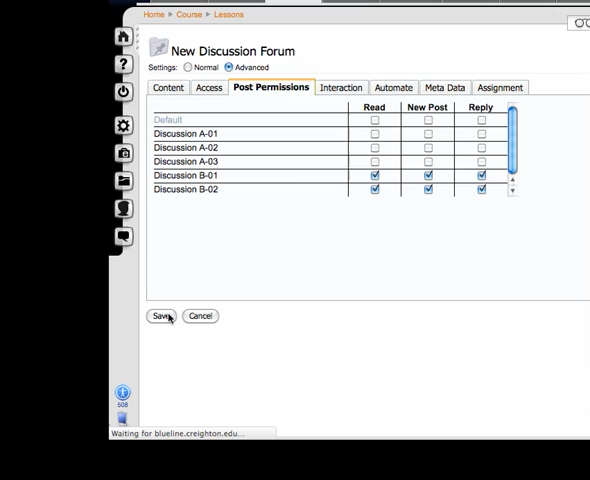 Home ▸ Course ▸ Lessons
New Discussion Forum
Settings: Normal Advanced
Content Access Post Permissions Interaction Automate Meta Data Assignment
Read New Post Reply
Default
Discussion A-01
Discussion A-02
Discussion A-03
Discussion B-01
Discussion B-02
Save Cancel
508
Waiting for blueline.creighton.edu...